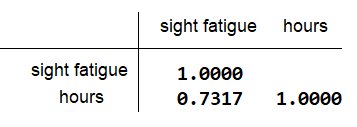 sight fatigue hours
sight fatigue 1.0000
hours 0.7317 1.0000